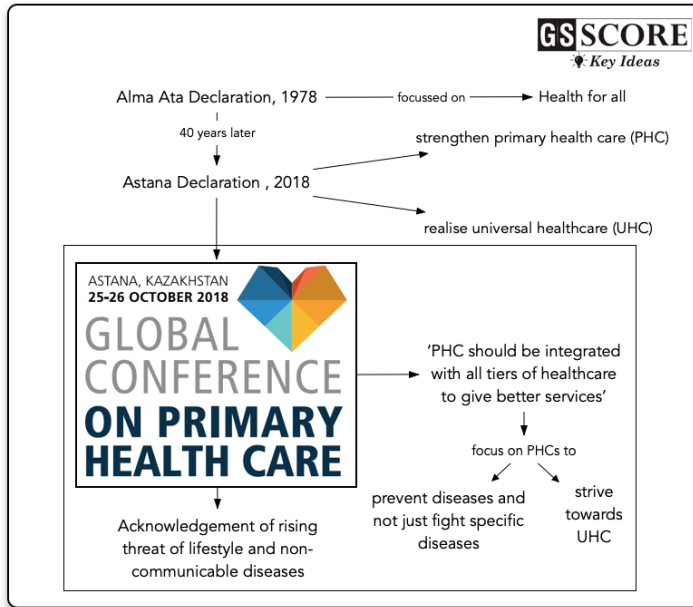 GS SCORE
Key Ideas
Alma Ata Declaration, 1978
focussed on
Health for all
40 years later
strengthen primary health care (PHC)
Astana Declaration , 2018
realise universal healthcare (UHC)
ASTANA, KAZAKHSTAN
25-26 OCTOBER 2018
GLOBAL
CONFERENCE
ON PRIMARY
HEALTH CARE
'PHC should be integrated
with all tiers of healthcare
to give better services'
focus on PHCs to
prevent diseases and
not just fight specific
diseases
strive
towards
UHC
Acknowledgement of rising
threat of lifestyle and non-
communicable diseases